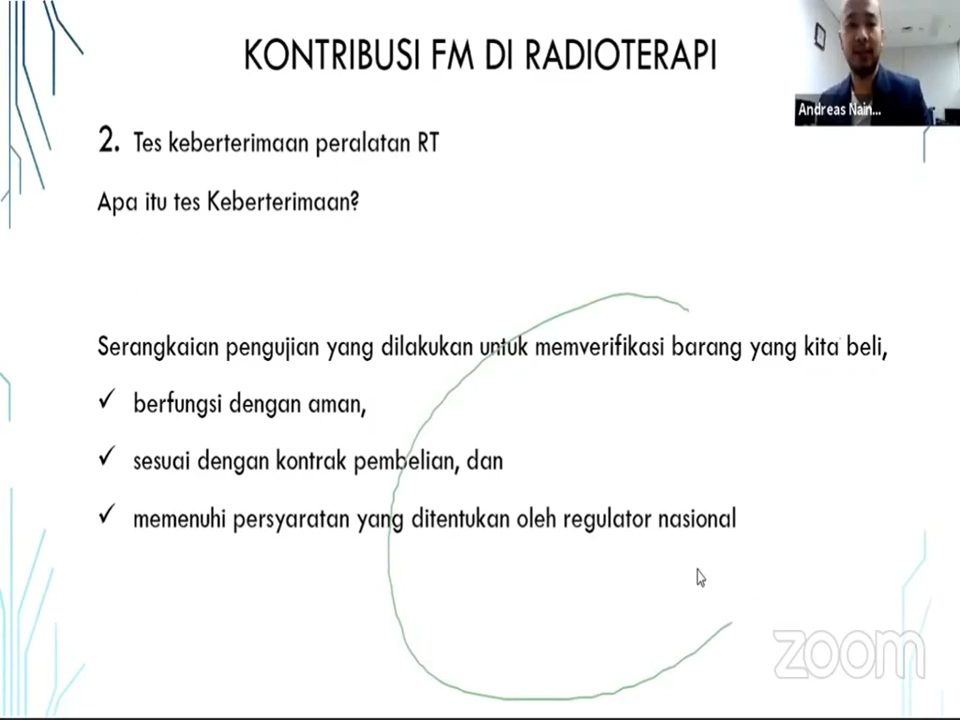 KONTRIBUSI FM DI RADIOTERAPI
Andreas Nain...
2. Tes keberterimaan peralatan RT
Apa itu tes Keberterimaan?
Serangkaian pengujian yang dilakukan untuk memverifikasi barang yang kita beli,
✓ berfungsi dengan aman,
✓ sesuai dengan kontrak pembelian, dan
✓ memenuhi persyaratan yang ditentukan oleh regulator nasional
zoom